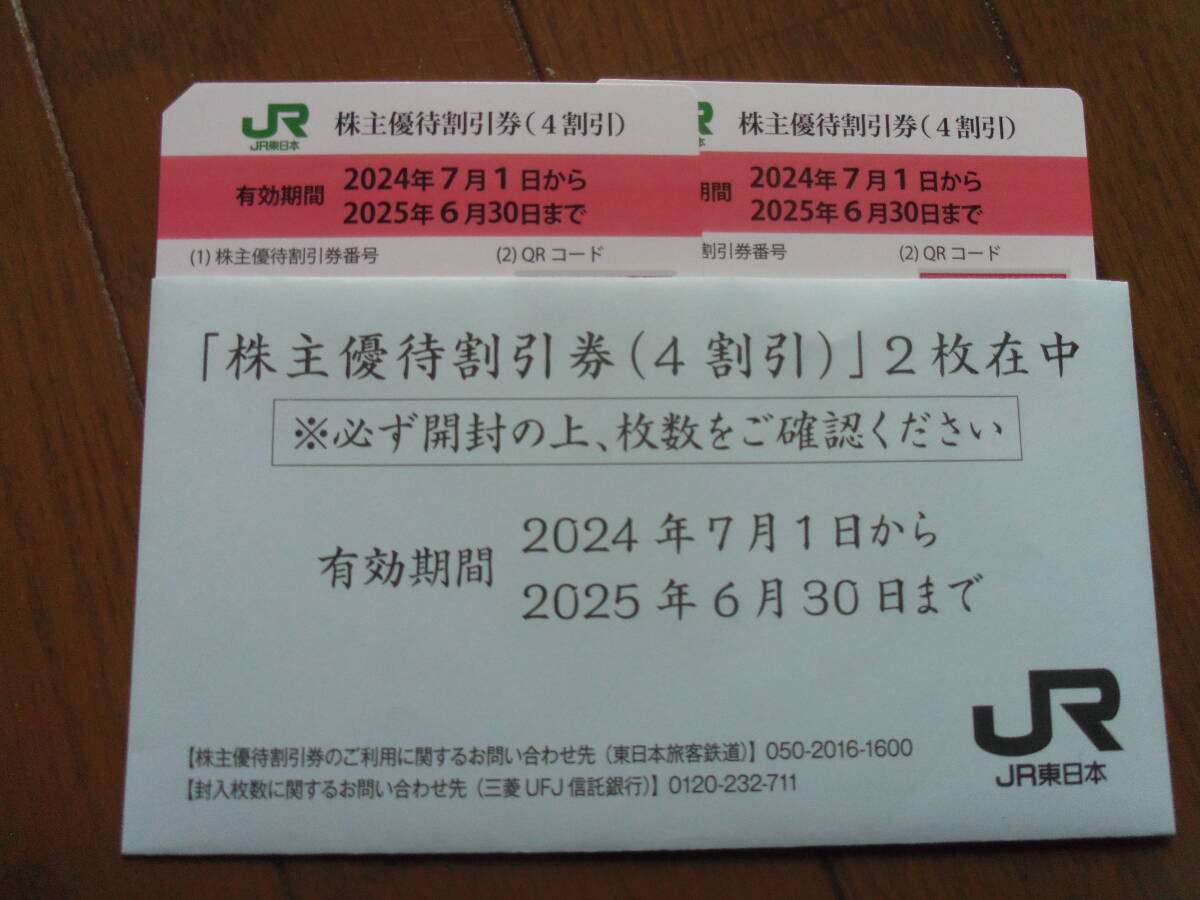 JR
JR東日本
株主優待割引券(4割引)
有効期間
2024年7月1日から
2025年6月30日まで
(1) 株主優待割引券番号
(2) QRコード
株主優待割引券(4割引)
期間
2024年7月1日から
2025年6月30日まで
割引券番号
(2) QRコード
「株主優待割引券(4割引)」2枚在中
※必ず開封の上、枚数をご確認ください
有効期間
2024年7月1日から
2025年6月30日まで
【株主優待割引券のご利用に関するお問い合わせ先(東日本旅客鉄道)】050-2016-1600
【封入枚数に関するお問い合わせ先(三菱UFJ信託銀行)】0120-232-711
JR
JR東日本